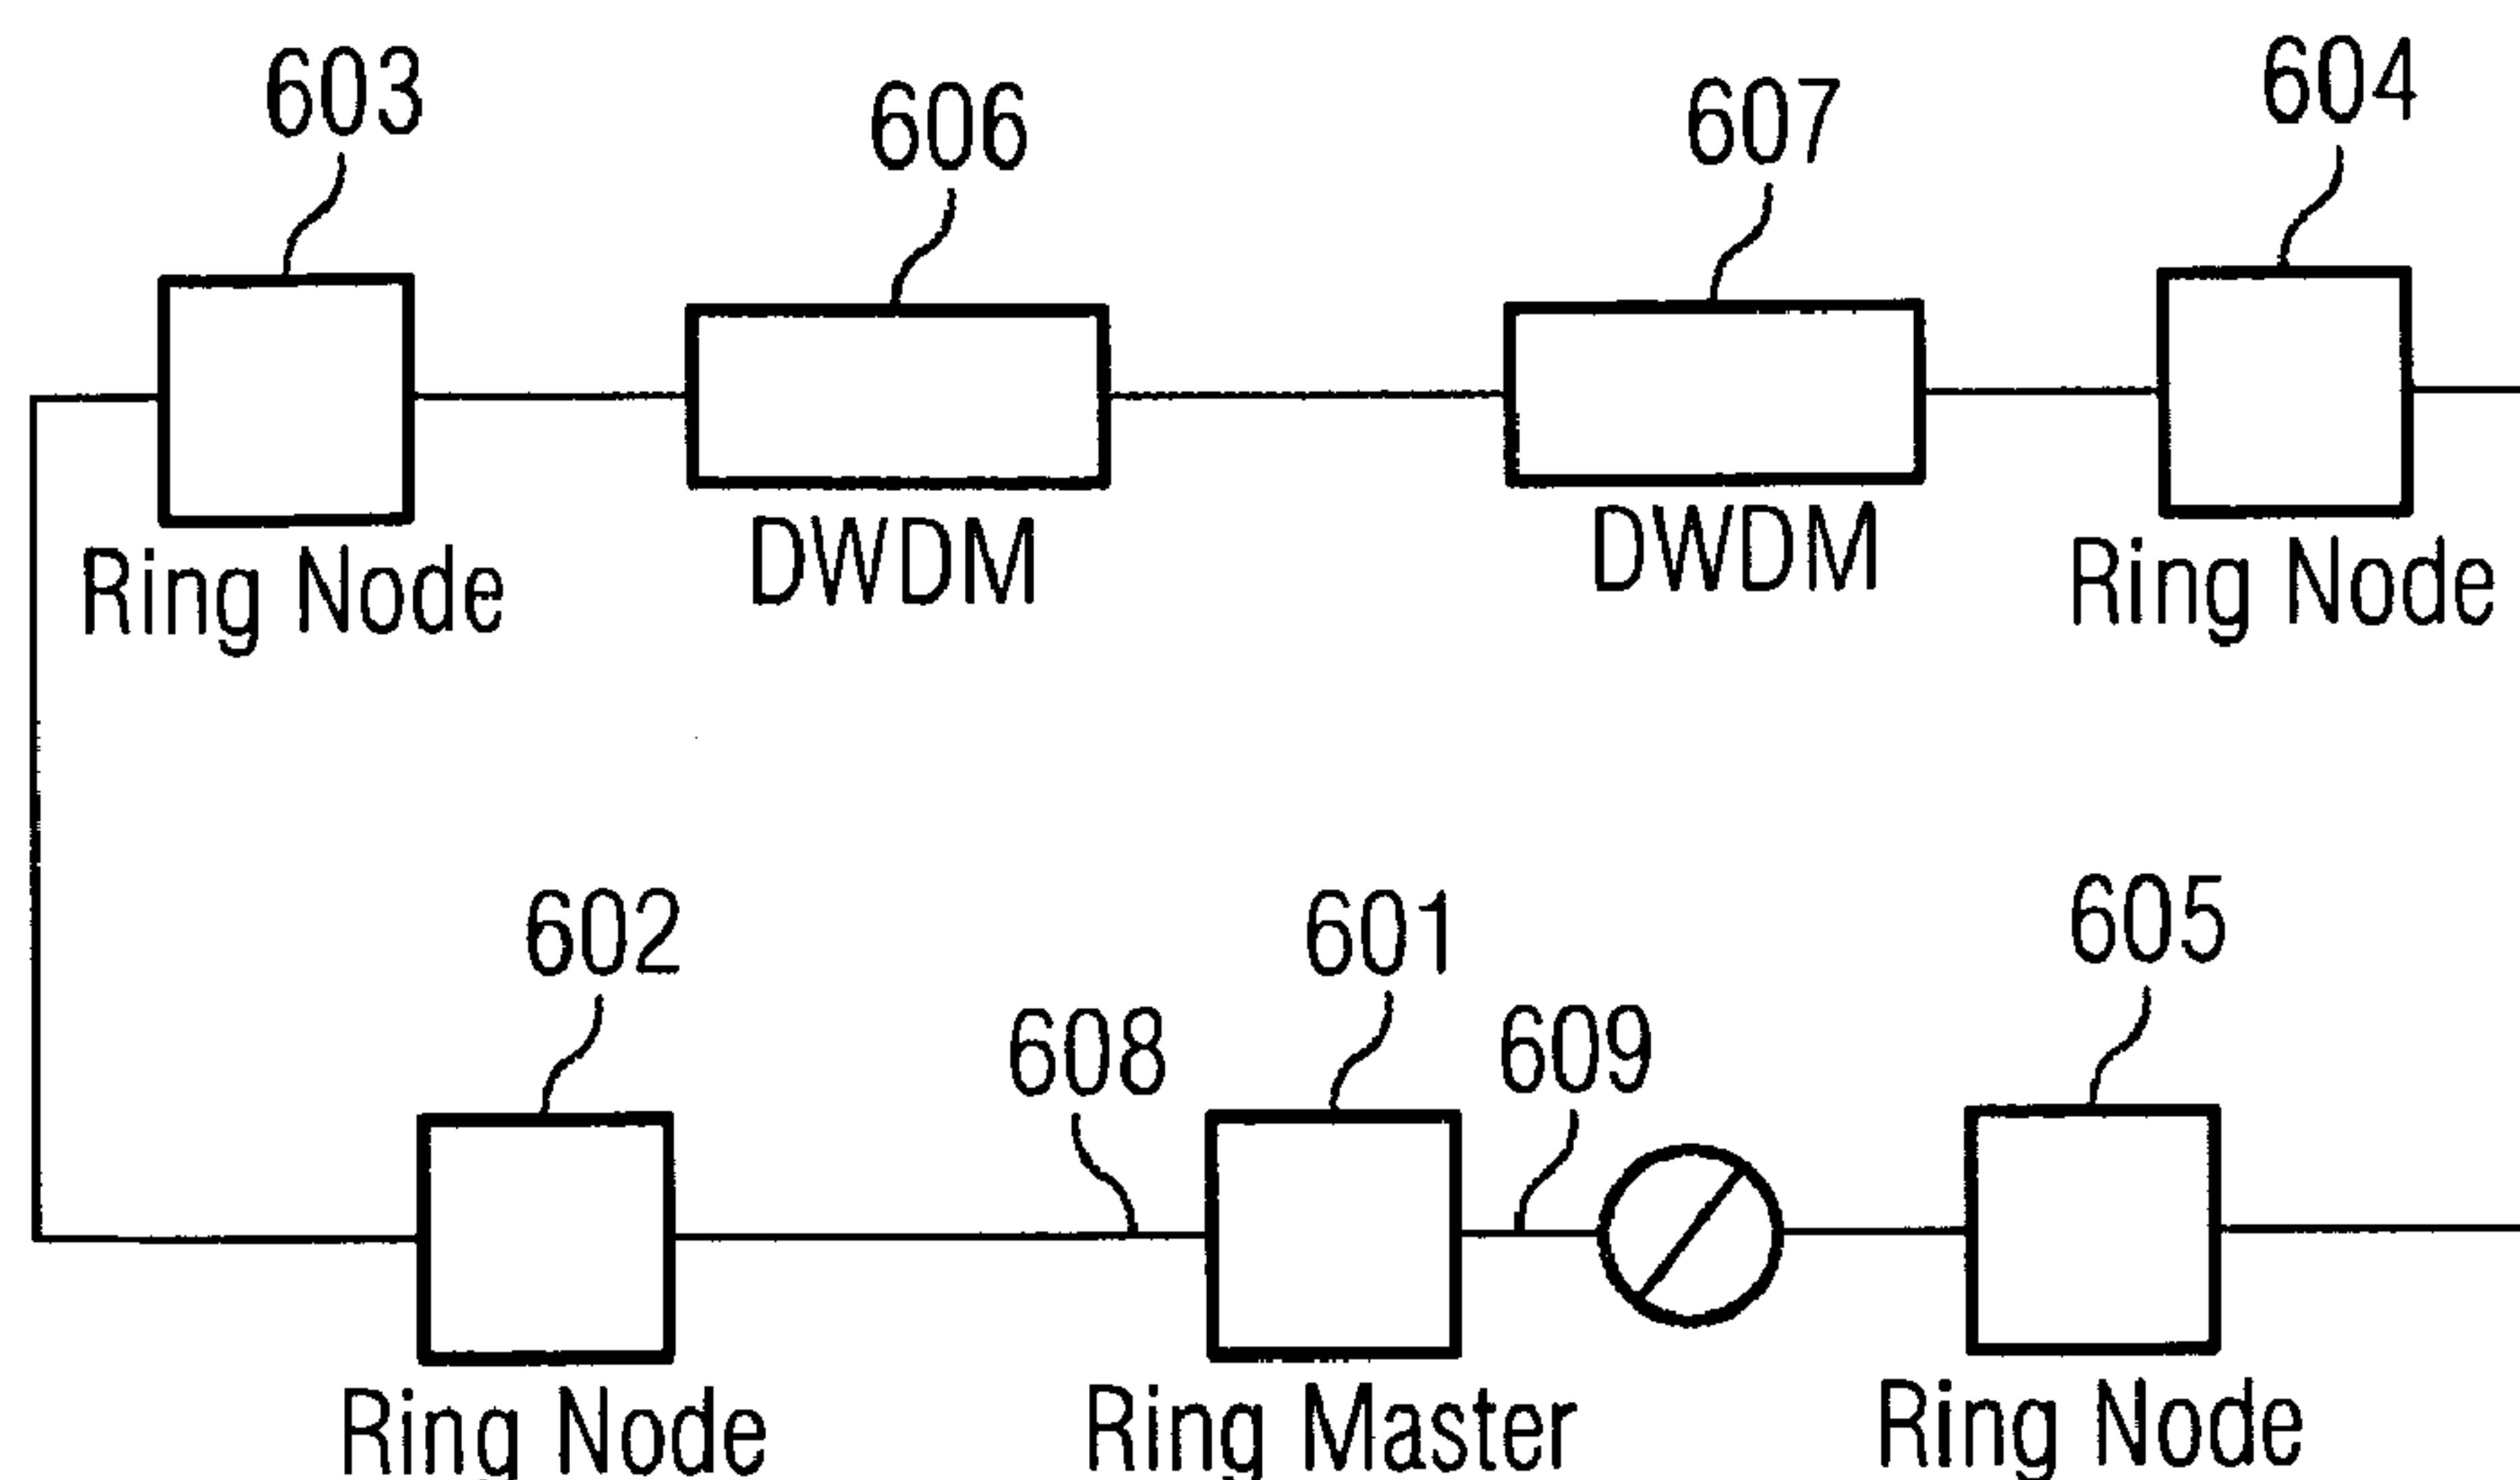 603
606
607
604
Ring Node
DWDM
DWDM
Ring Node
602
601
605
608
609
Ring Node
Ring Master
Ring Node